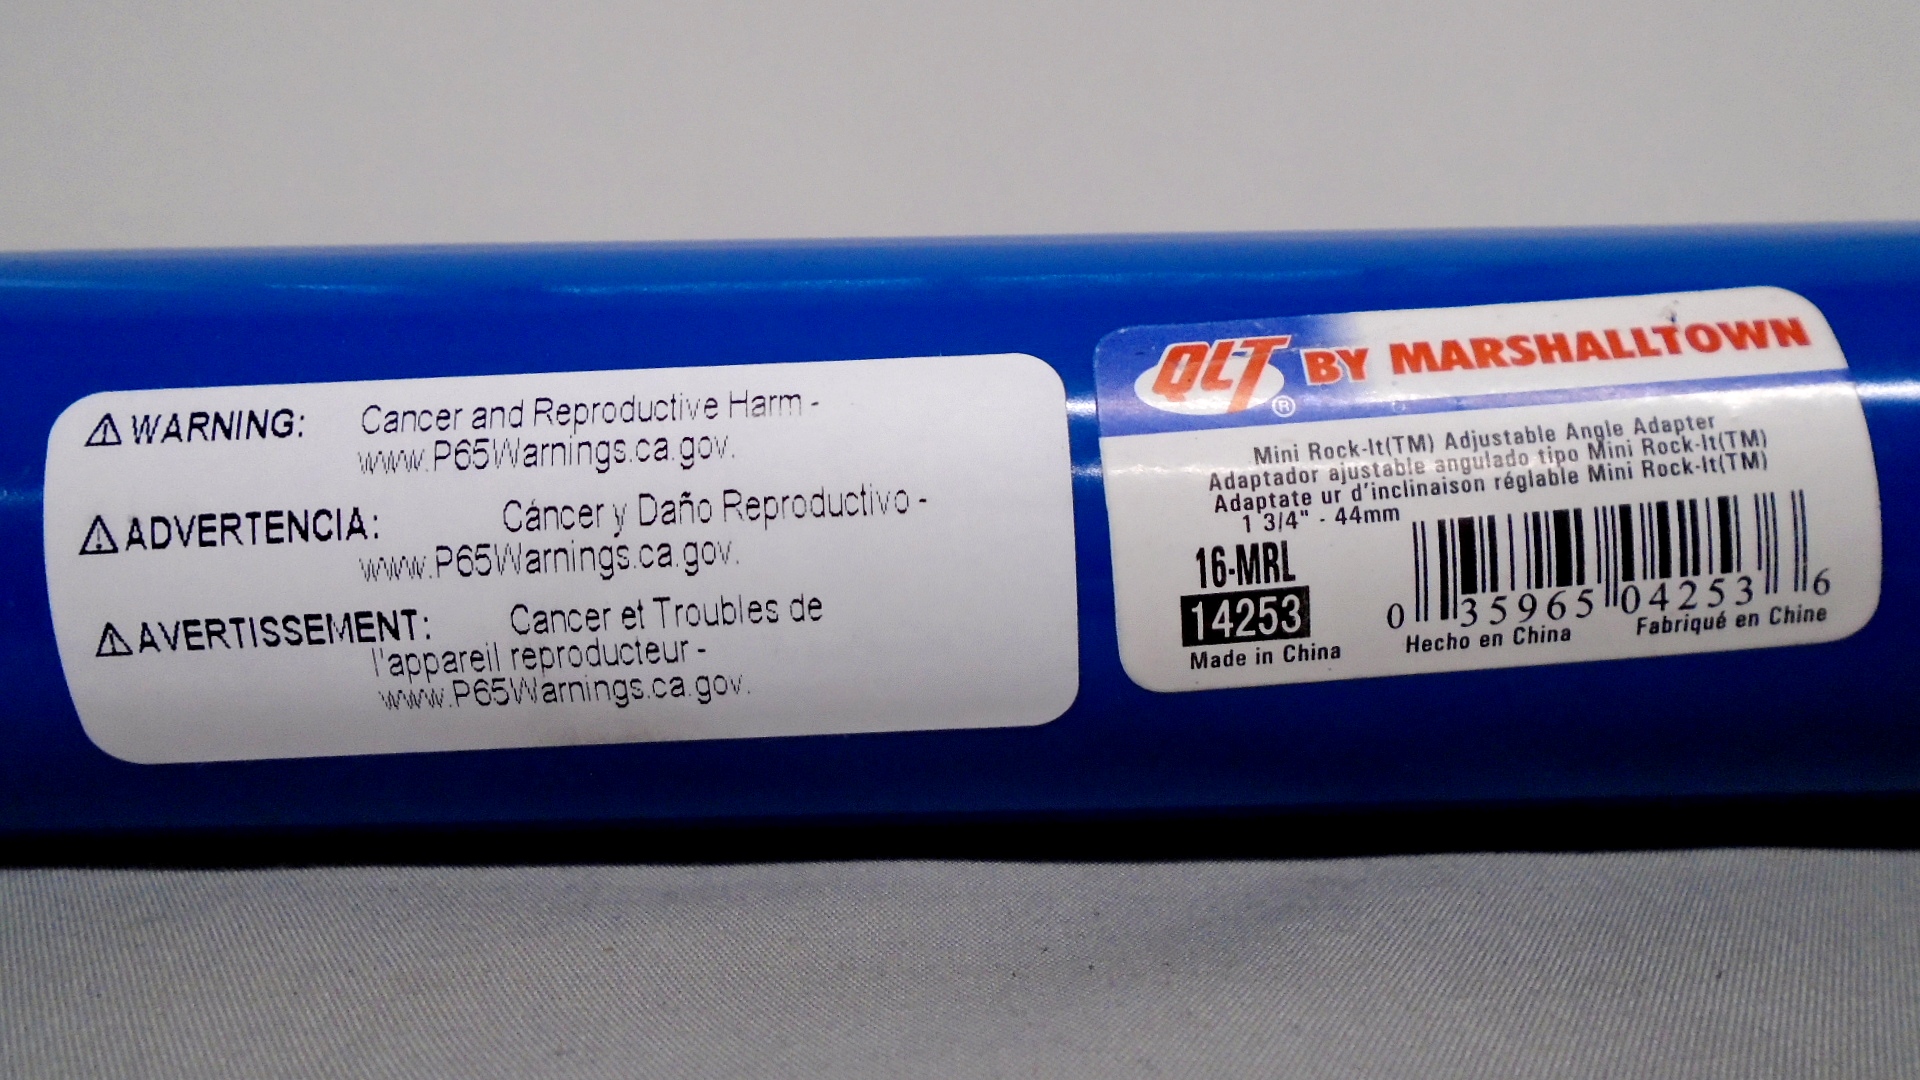 ⚠ WARNING: Cancer and Reproductive Harm -
www.P65Warnings.ca.gov.
⚠ ADVERTENCIA: Cáncer y Daño Reproductivo -
www.P65Warnings.ca.gov.
⚠ AVERTISSEMENT: Cancer et Troubles de
l'appareil reproducteur -
www.P65Warnings.ca.gov.
QLT® BY MARSHALLTOWN
Mini Rock-It(TM) Adjustable Angle Adapter
Adaptador ajustable angulado tipo Mini Rock-It(TM)
Adaptate ur d'inclinaison réglable Mini Rock-It(TM)
1 3/4" - 44mm
16-MRL
14253
0 35965 04253 6
Made in China Hecho en China Fabriqué en Chine